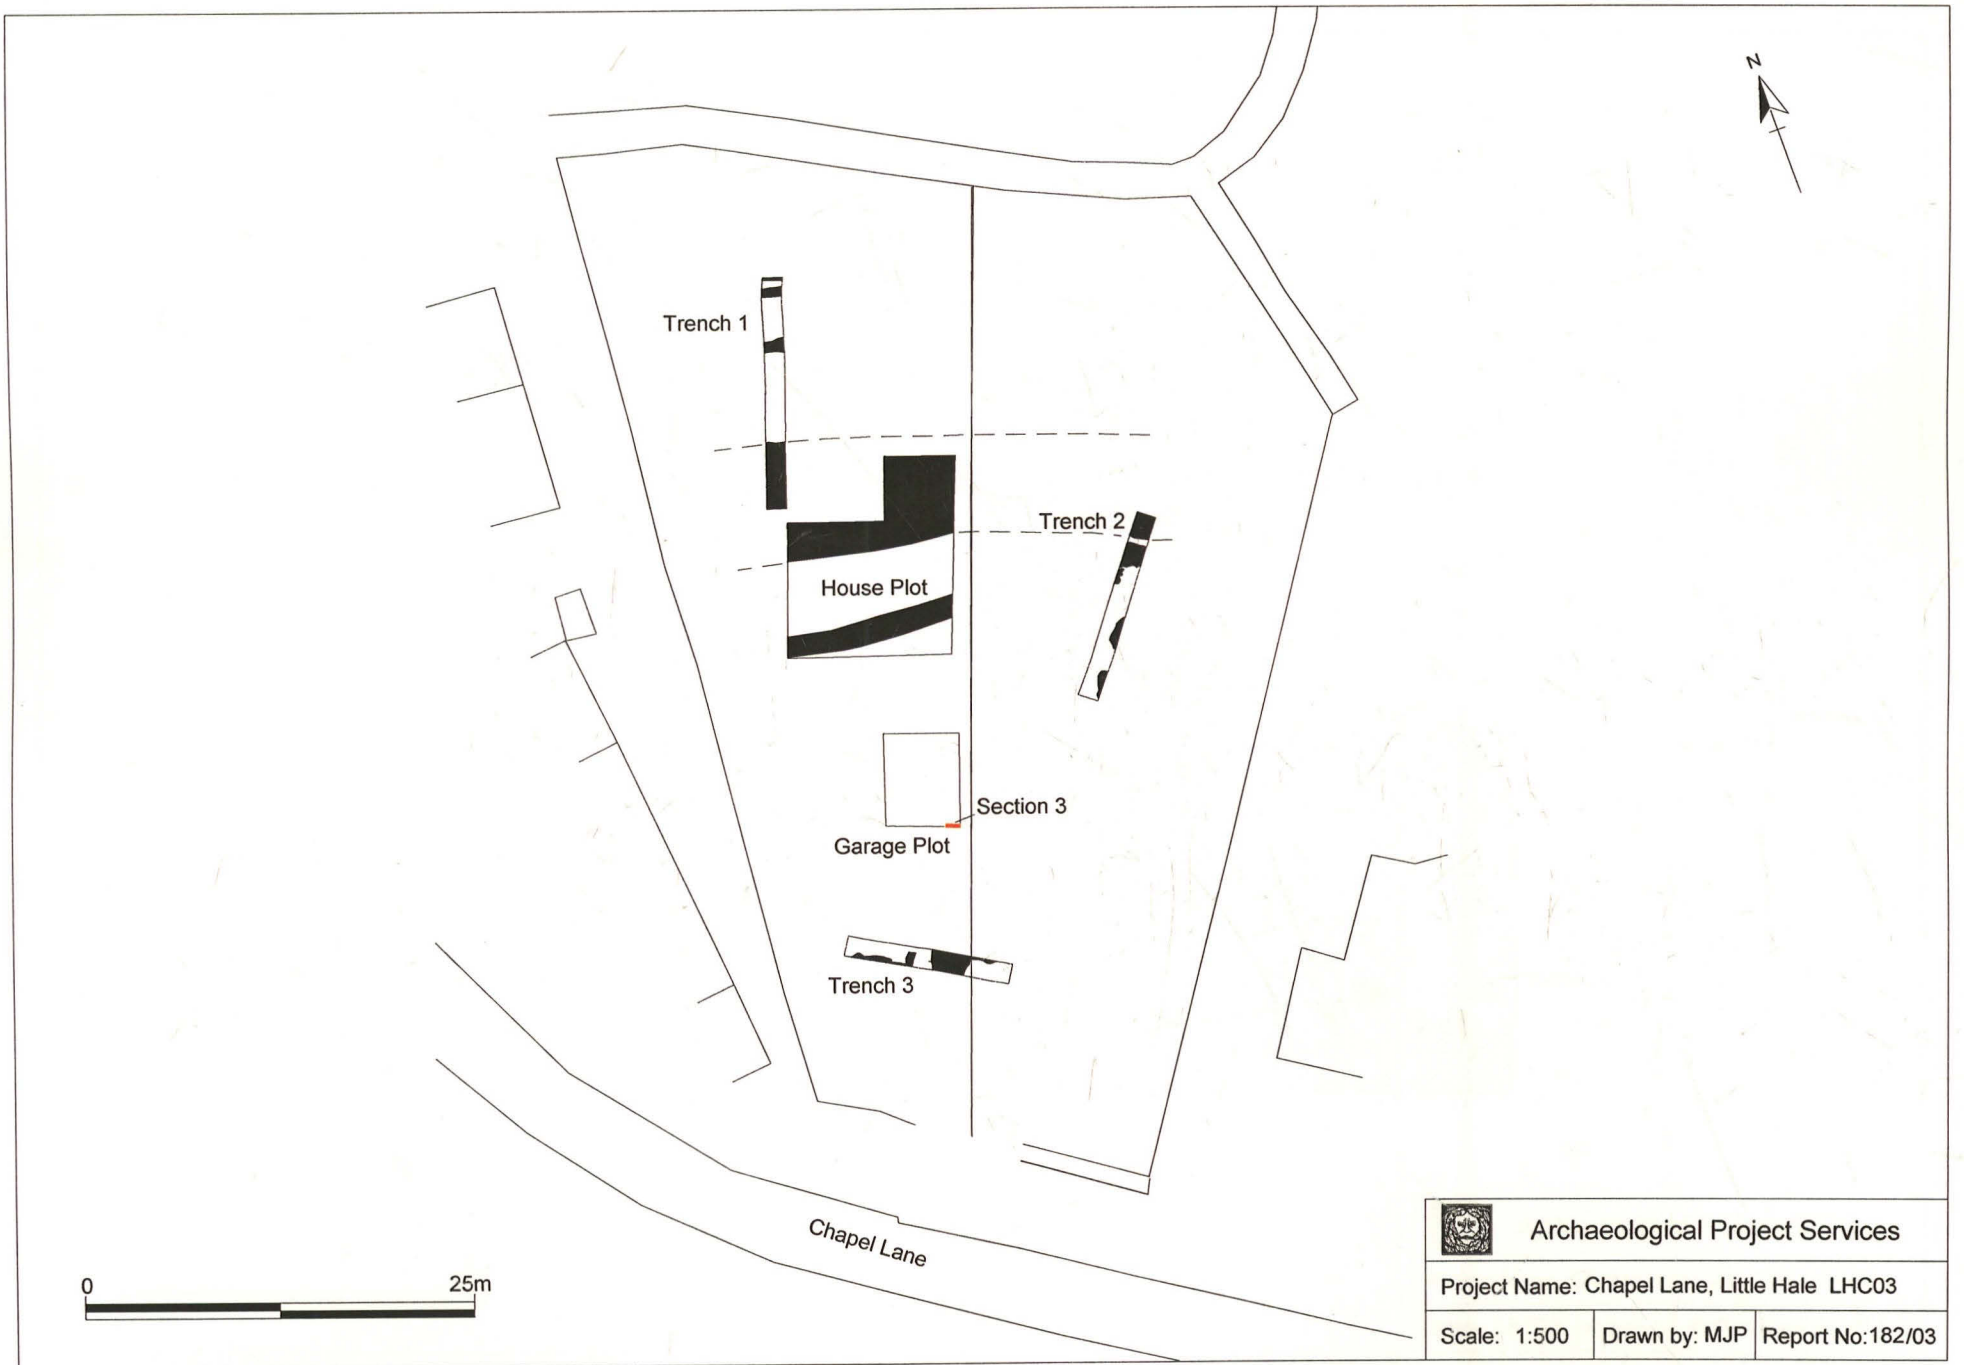 N
Trench 1
Trench 2
House Plot
Section 3
Garage Plot
Trench 3
Chapel Lane
0 25m
Archaeological Project Services
Project Name: Chapel Lane, Little Hale LHC03
Scale: 1:500 Drawn by: MJP Report No:182/03